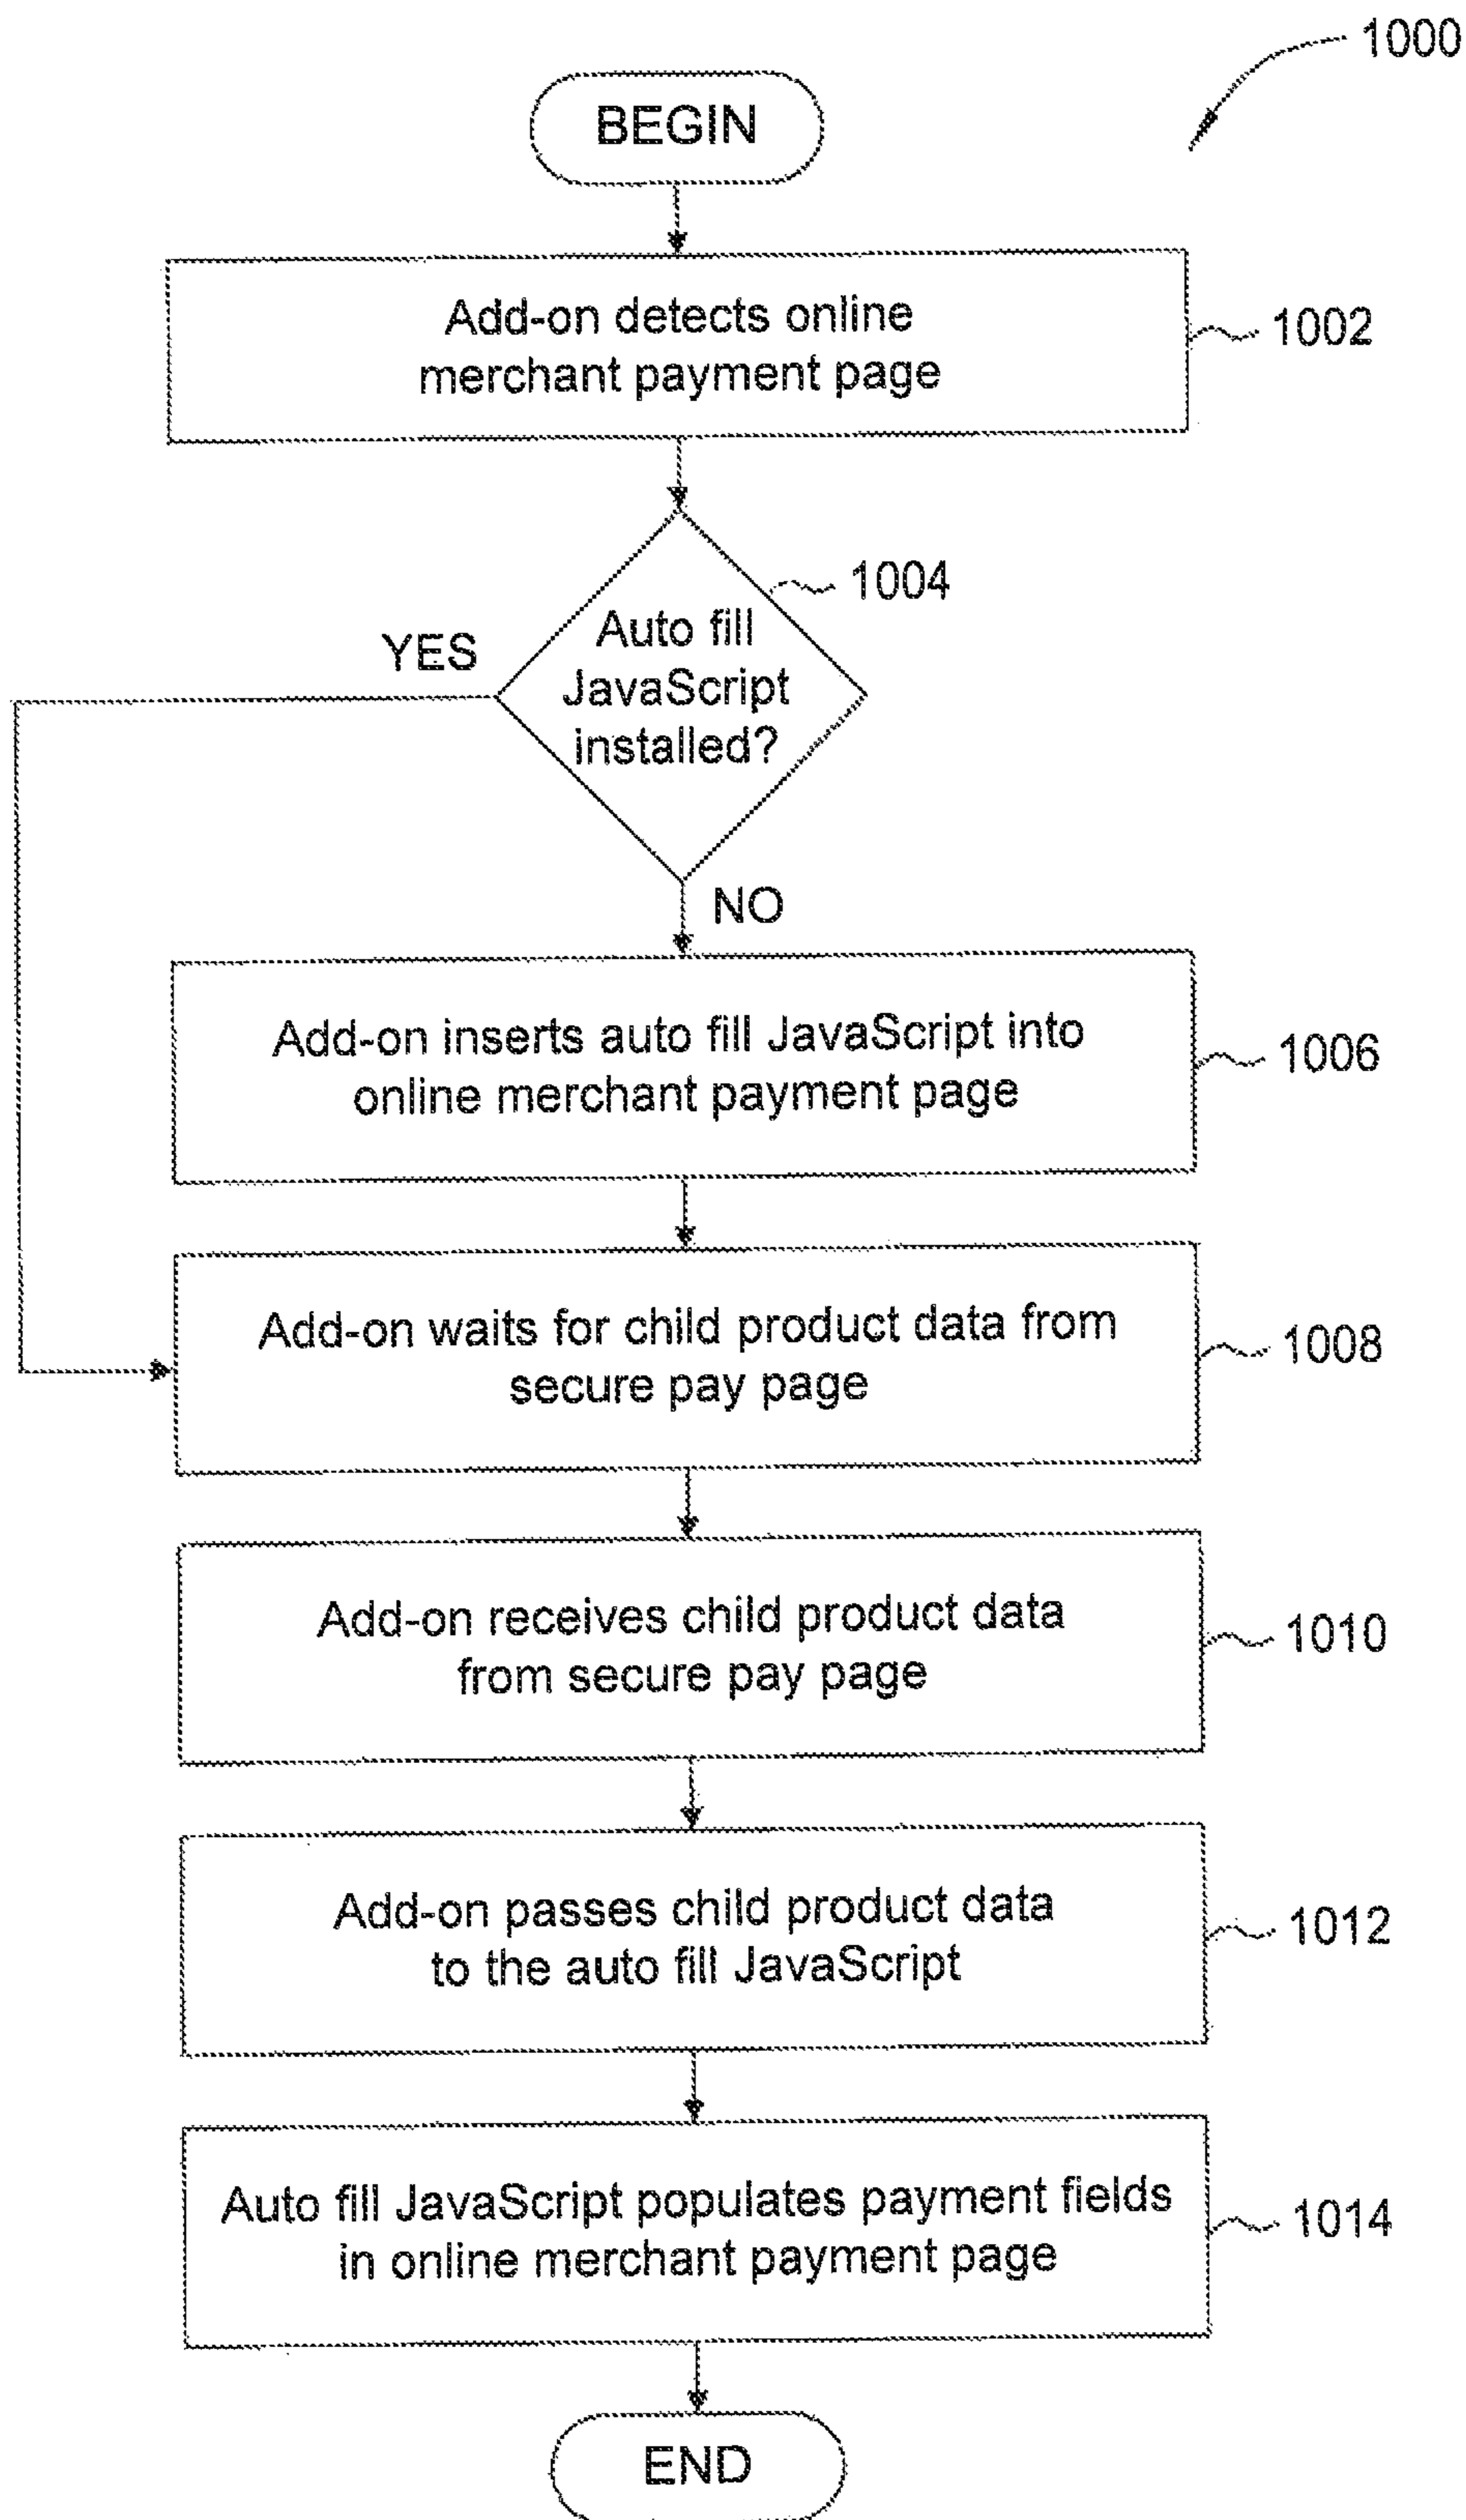 1000
BEGIN
Add-on detects online
merchant payment page
1002
1004
Auto fill
JavaScript
installed?
YES
NO
Add-on inserts auto fill JavaScript into
online merchant payment page
1006
Add-on waits for child product data from
secure pay page
1008
Add-on receives child product data
from secure pay page
1010
Add-on passes child product data
to the auto fill JavaScript
1012
Auto fill JavaScript populates payment fields
in online merchant payment page
1014
END